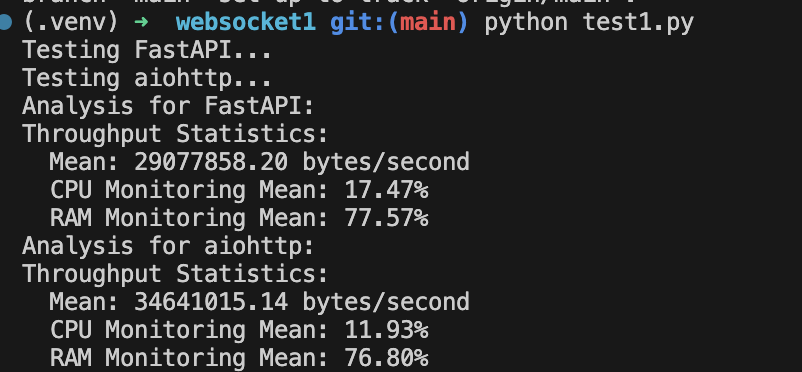 (.venv) ➜ websocket1 git:(main) python test1.py
Testing FastAPI...
Testing aiohttp...
Analysis for FastAPI:
Throughput Statistics:
Mean: 29077858.20 bytes/second
CPU Monitoring Mean: 17.47%
RAM Monitoring Mean: 77.57%
Analysis for aiohttp:
Throughput Statistics:
Mean: 34641015.14 bytes/second
CPU Monitoring Mean: 11.93%
RAM Monitoring Mean: 76.80%